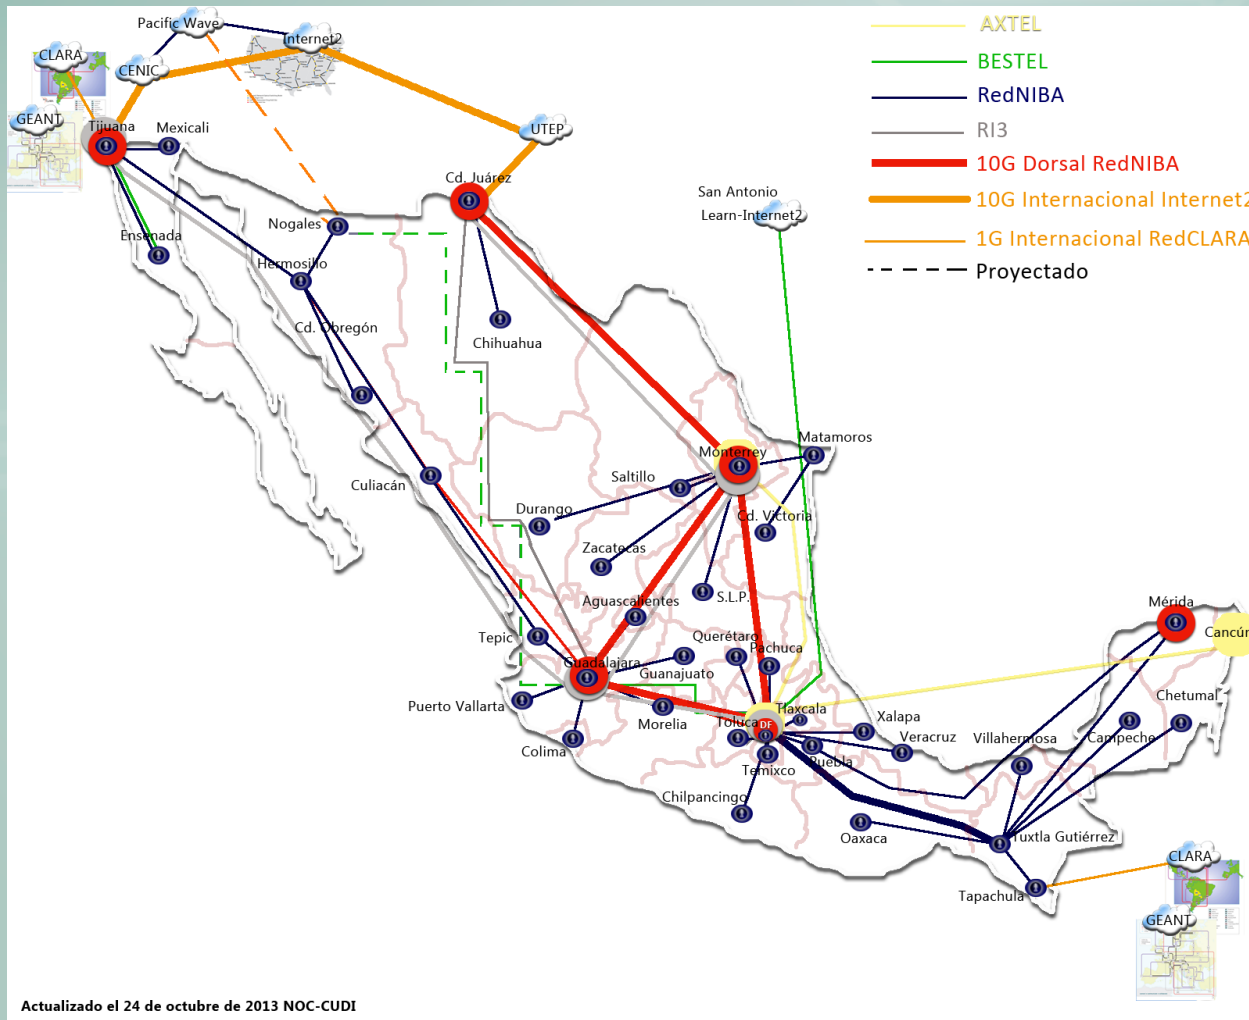 Pacific Wave
Internet2
CLARA
CENIC
GEANT
Tijuana
Mexicali
UTEP
Cd. Juárez
San Antonio
Learn-Internet2
Nogales
Ensenada
Hermosillo
Cd. Obregón
Chihuahua
Matamoros
Monterrey
Saltillo
Culiacán
Durango
Cd. Victoria
Zacatecas
S.L.P.
Aguascalientes
Mérida
Cancún
Tepic
Querétaro
Pachuca
Guadalajara
Guanajuato
Puerto Vallarta
Morelia
Tlaxcala
Toluca
DF
Xalapa
Chetumal
Colima
Veracruz
Villahermosa
Campeche
Puebla
Temixco
Chilpancingo
Oaxaca
Tuxtla Gutiérrez
Tapachula
CLARA
GEANT
AXTEL
BESTEL
RedNIBA
RI3
10G Dorsal RedNIBA
10G Internacional Internet2
1G Internacional RedCLARA
Proyectado
Actualizado el 24 de octubre de 2013 NOC-CUDI